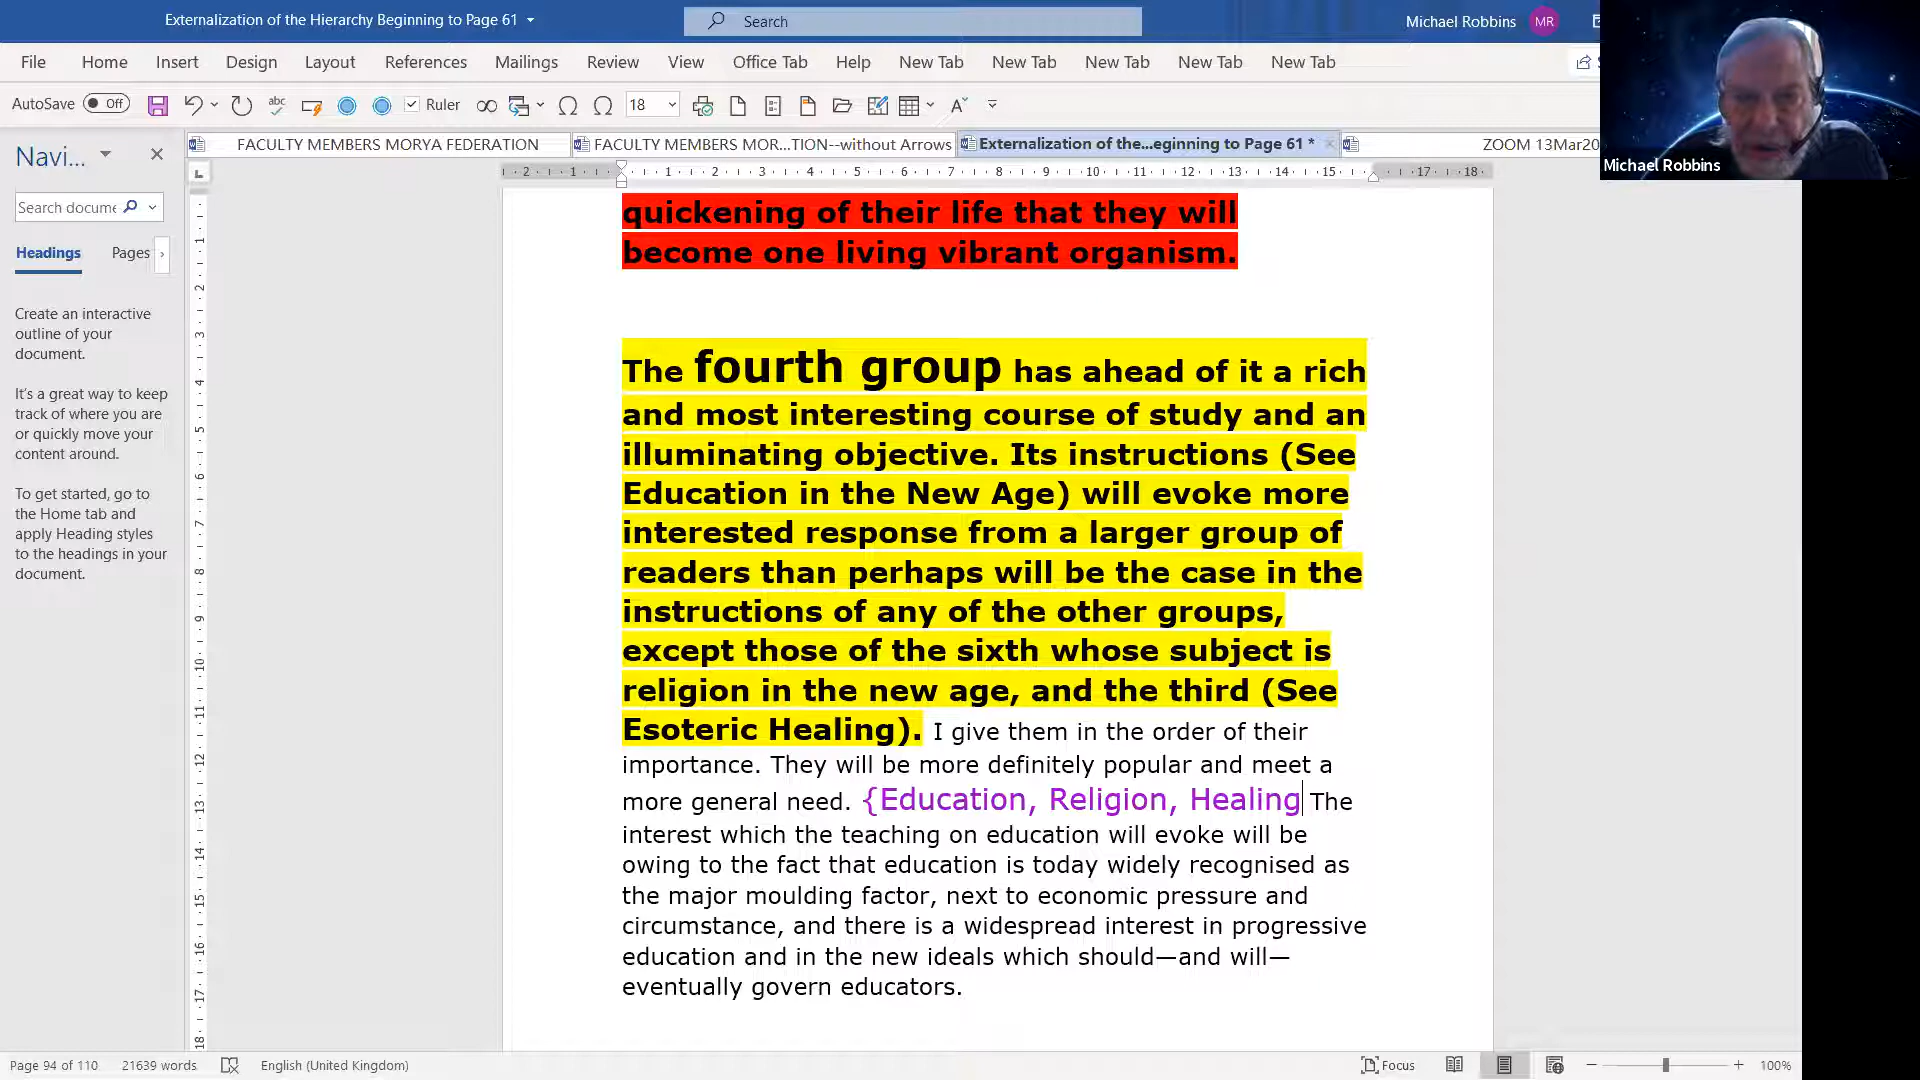 Externalization of the Hierarchy Beginning to Page 61
Search
Michael Robbins
MR
File Home Insert Design Layout References Mailings Review View Office Tab Help New Tab New Tab New Tab New Tab New Tab
AutoSave Off abc Ruler 18
FACULTY MEMBERS MORYA FEDERATION FACULTY MEMBERS MOR...TION--without Arrows Externalization of the...eginning to Page 61 * ZOOM 13Mar20
Michael Robbins
Navi...
Search docume
Headings Pages
Create an interactive
outline of your
document.
It's a great way to keep
track of where you are
or quickly move your
content around.
To get started, go to
the Home tab and
apply Heading styles
to the headings in your
document.
quickening of their life that they will
become one living vibrant organism.
The fourth group has ahead of it a rich
and most interesting course of study and an
illuminating objective. Its instructions (See
Education in the New Age) will evoke more
interested response from a larger group of
readers than perhaps will be the case in the
instructions of any of the other groups,
except those of the sixth whose subject is
religion in the new age, and the third (See
Esoteric Healing). I give them in the order of their
importance. They will be more definitely popular and meet a
more general need. {Education, Religion, Healing The
interest which the teaching on education will evoke will be
owing to the fact that education is today widely recognised as
the major moulding factor, next to economic pressure and
circumstance, and there is a widespread interest in progressive
education and in the new ideals which should—and will—
eventually govern educators.
Page 94 of 110 21639 words English (United Kingdom) Focus 100%